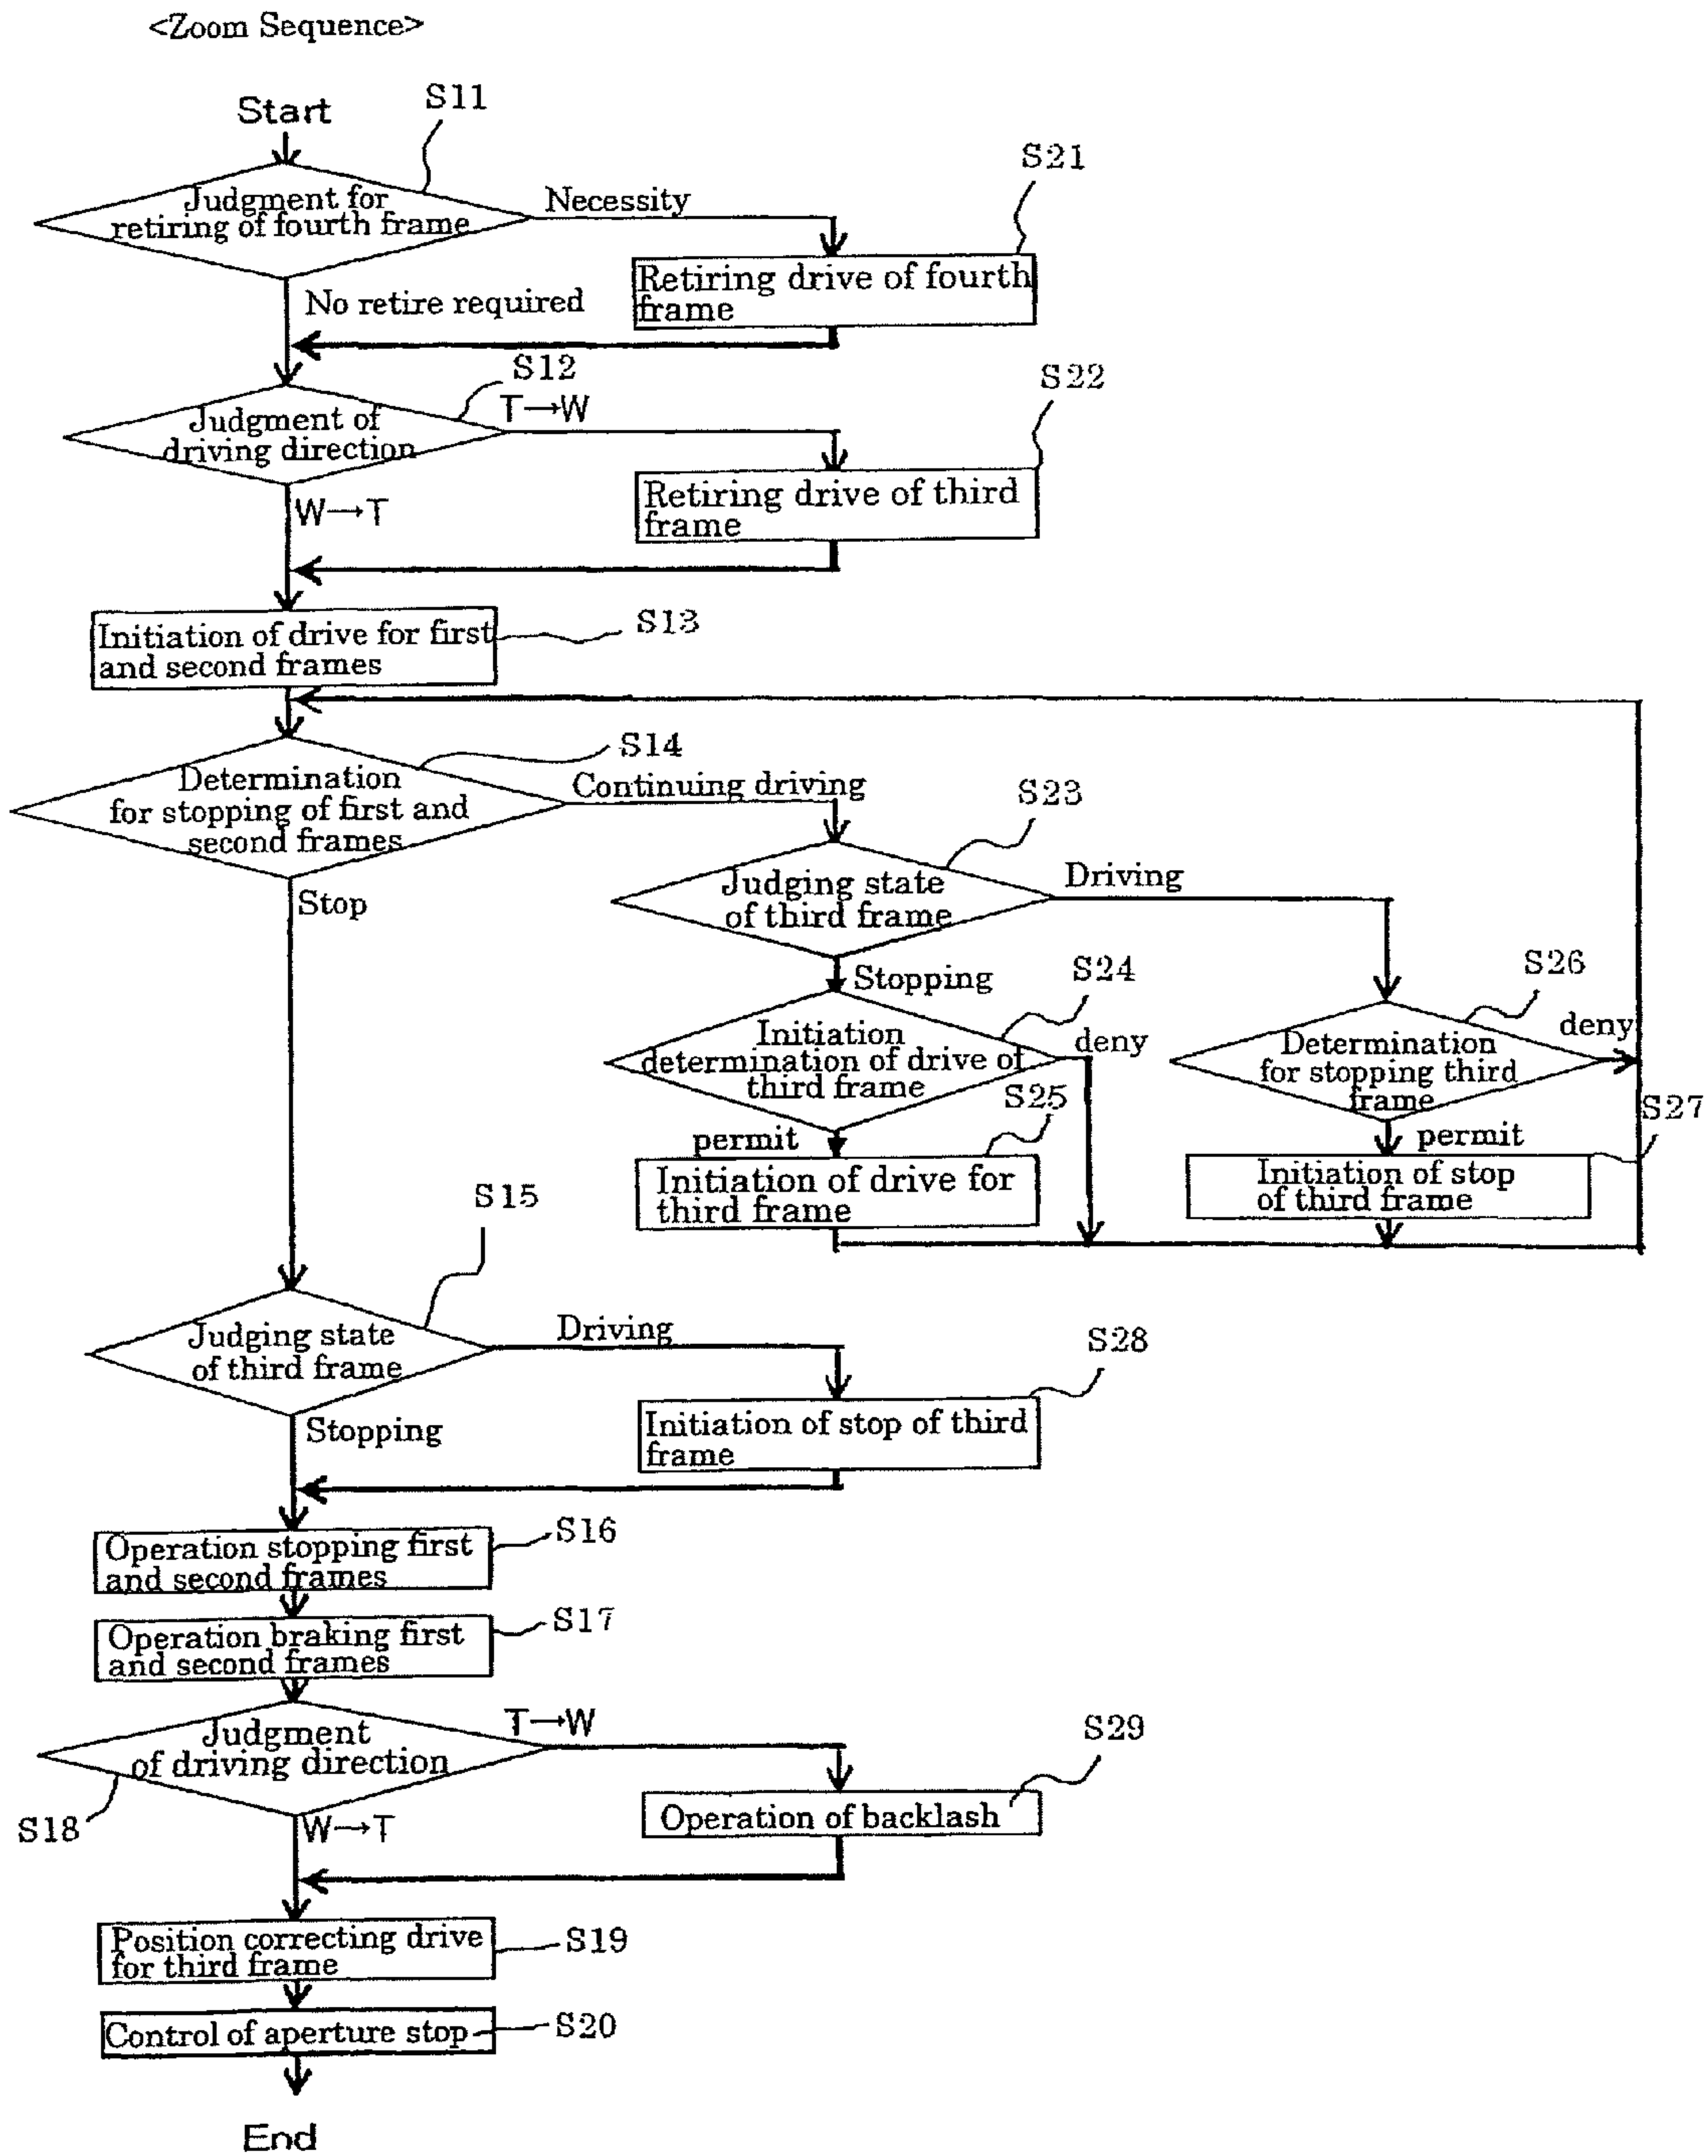 <Zoom Sequence>
Start
S11
Judgment for
retiring of fourth frame
Necessity
S21
Retiring drive of fourth
frame
No retire required
S12
Judgment of
driving direction
T→W
S22
Retiring drive of third
frame
W→T
Initiation of drive for first
and second frames
S13
S14
Determination
for stopping of first and
second frames
Continuing driving
Stop
S23
Judging state
of third frame
Driving
Stopping
S24
Initiation
determination of drive of
third frame
deny
S26
Determination
for stopping third
frame
deny
S25
permit
Initiation of drive for
third frame
S27
permit
Initiation of stop
of third frame
S15
Judging state
of third frame
Driving
S28
Initiation of stop of third
frame
Stopping
Operation stopping first
and second frames
S16
Operation braking first
and second frames
S17
Judgment
of driving direction
T→W
S29
Operation of backlash
S18
W→T
Position correcting drive
for third frame
S19
Control of aperture stop
S20
End